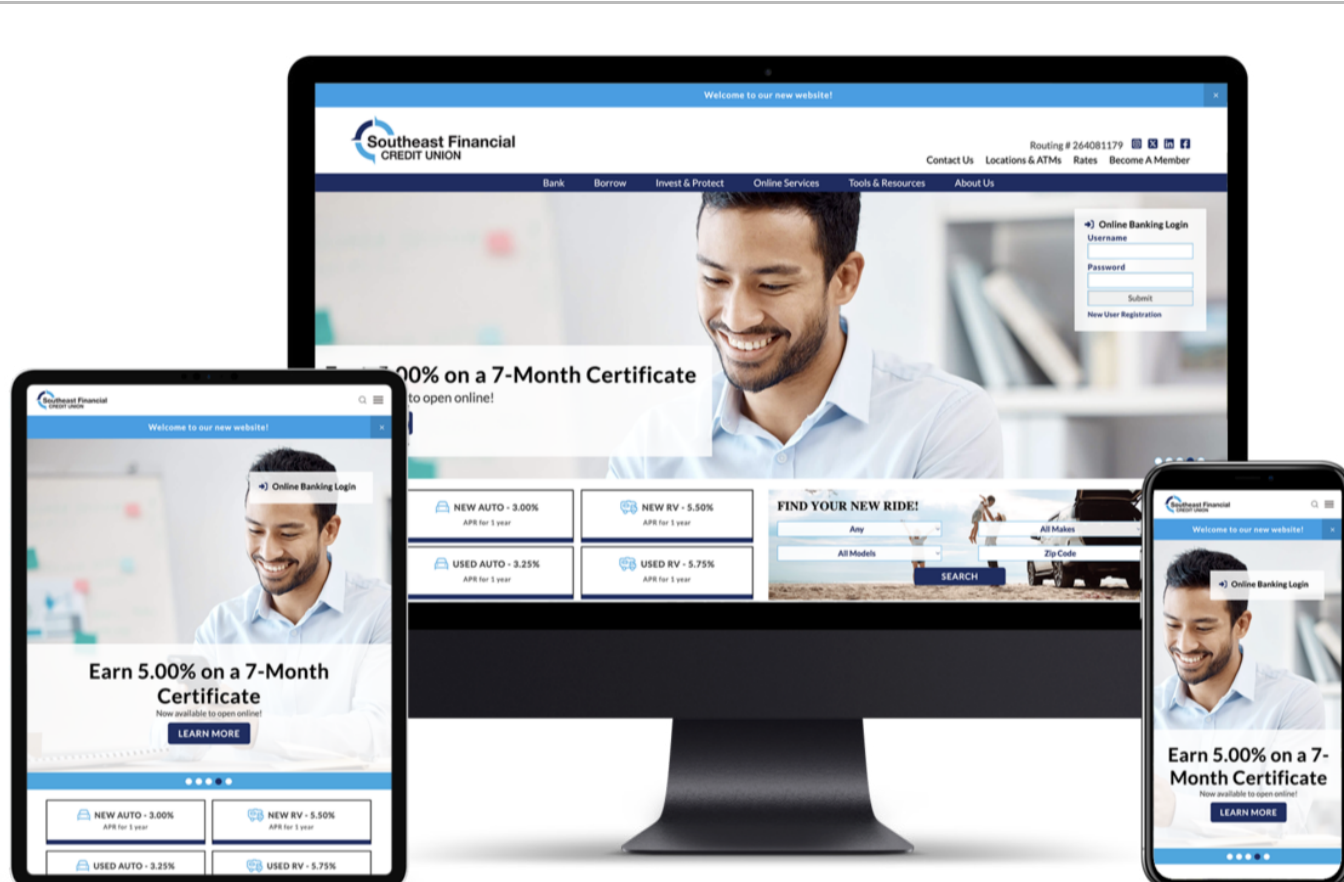 Welcome to our new website!
Southeast Financial
CREDIT UNION
Routing # 264081179
Contact Us Locations & ATMs Rates Become A Member
Bank Borrow Invest & Protect Online Services Tools & Resources About Us
Online Banking Login
Username
Password
Submit
New User Registration
00% on a 7-Month Certificate
to open online!
NEW AUTO - 3.00%
APR for 1 year
NEW RV - 5.50%
APR for 1 year
USED AUTO - 3.25%
APR for 1 year
USED RV - 5.75%
APR for 1 year
FIND YOUR NEW RIDE!
Any All Makes
All Models Zip Code
SEARCH
Southeast Financial
CREDIT UNION
Welcome to our new website!
Online Banking Login
Earn 5.00% on a 7-Month
Certificate
Now available to open online!
LEARN MORE
NEW AUTO - 3.00%
APR for 1 year
NEW RV - 5.50%
APR for 1 year
USED AUTO - 3.25%
USED RV - 5.75%
Southeast Financial
CREDIT UNION
Welcome to our new website!
Online Banking Login
Earn 5.00% on a 7-
Month Certificate
Now available to open online!
LEARN MORE